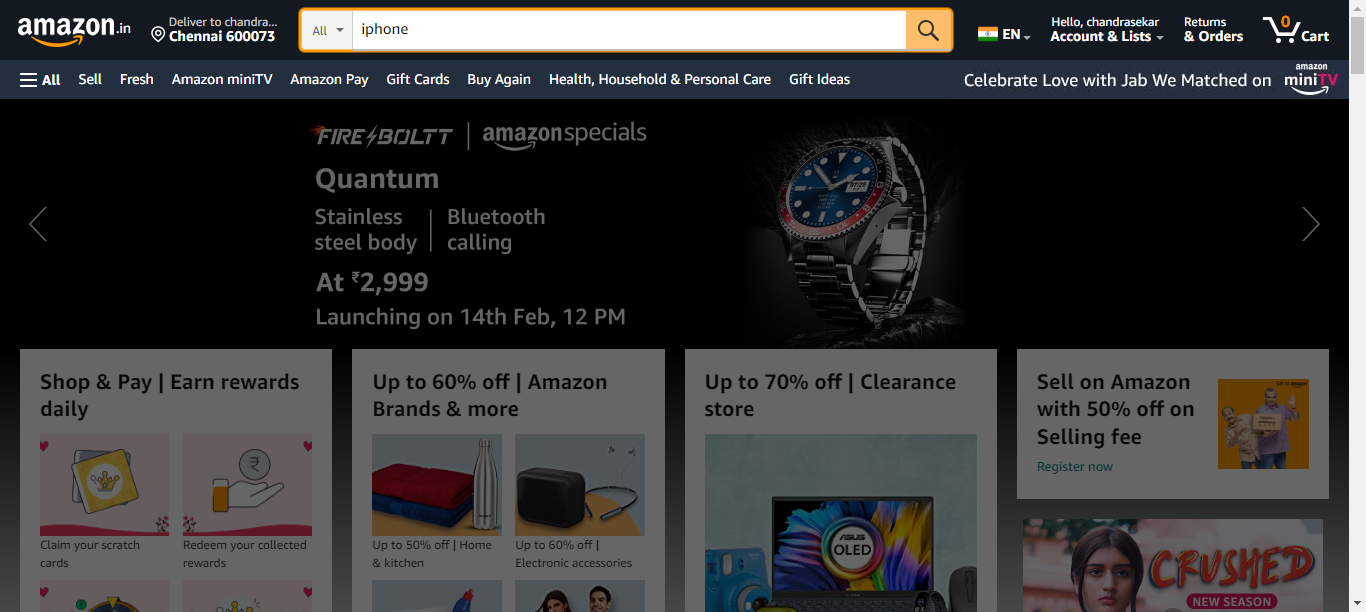 amazon.in
Deliver to chandra...
Chennai 600073
All
iphone
EN
Hello, chandrasekar
Account & Lists
Returns
& Orders
0
Cart
All
Sell
Fresh
Amazon miniTV
Amazon Pay
Gift Cards
Buy Again
Health, Household & Personal Care
Gift Ideas
Celebrate Love with Jab We Matched on
amazon
miniTV
FIRE BOLTT | amazon specials
Quantum
Stainless
steel body
Bluetooth
calling
At ₹2,999
Launching on 14th Feb, 12 PM
Shop & Pay | Earn rewards
daily
Claim your scratch
cards
₹
Redeem your collected
rewards
Up to 60% off | Amazon
Brands & more
Up to 50% off | Home
& kitchen
Up to 60% off |
Electronic accessories
Up to 70% off | Clearance
store
ASUS
OLED
Sell on Amazon
with 50% off on
Selling fee
Register now
CRUSHED
NEW SEASON